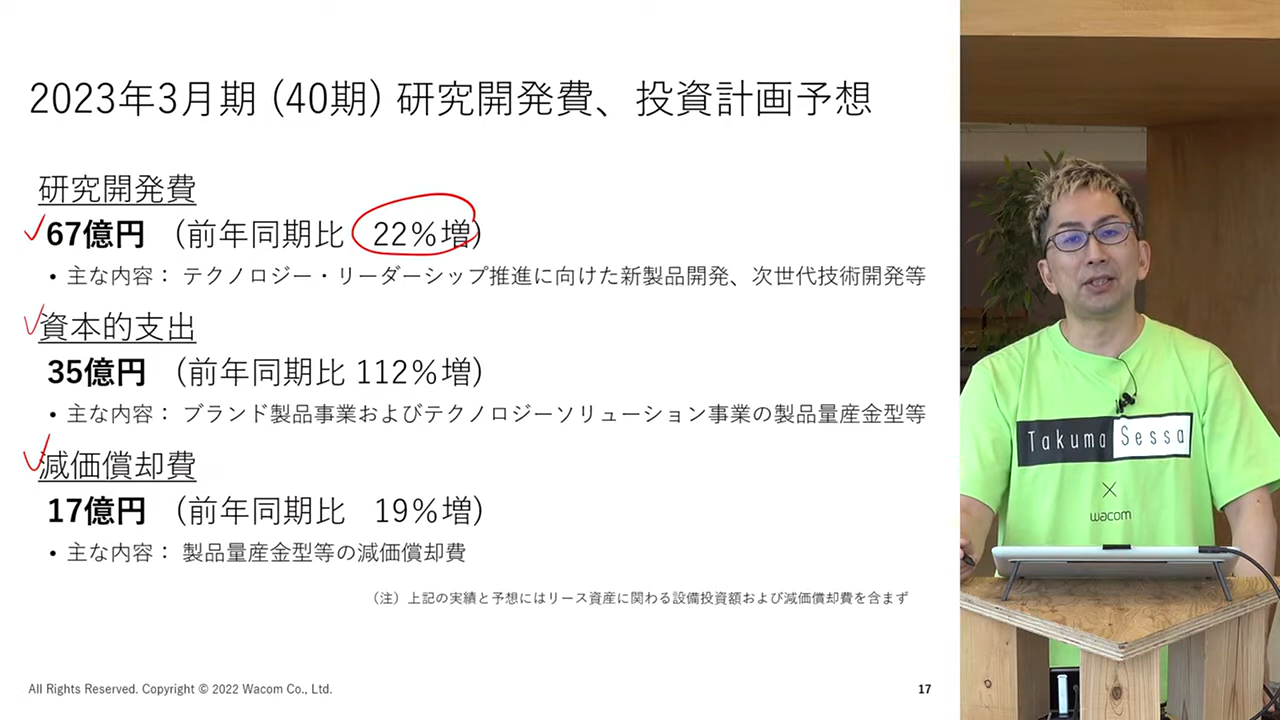 2023年3月期 (40期) 研究開発費、投資計画予想
研究開発費
67億円 (前年同期比 22%増)
• 主な内容： テクノロジー・リーダーシップ推進に向けた新製品開発、次世代技術開発等
資本的支出
35億円 (前年同期比 112%増)
• 主な内容： ブランド製品事業およびテクノロジーソリューション事業の製品量産金型等
減価償却費
17億円 (前年同期比 19%増)
• 主な内容： 製品量産金型等の減価償却費
（注）上記の実績と予想にはリース資産に関わる設備投資額および減価償却費を含まず
All Rights Reserved. Copyright © 2022 Wacom Co., Ltd.
17
Takuma Sessa
×
wacom